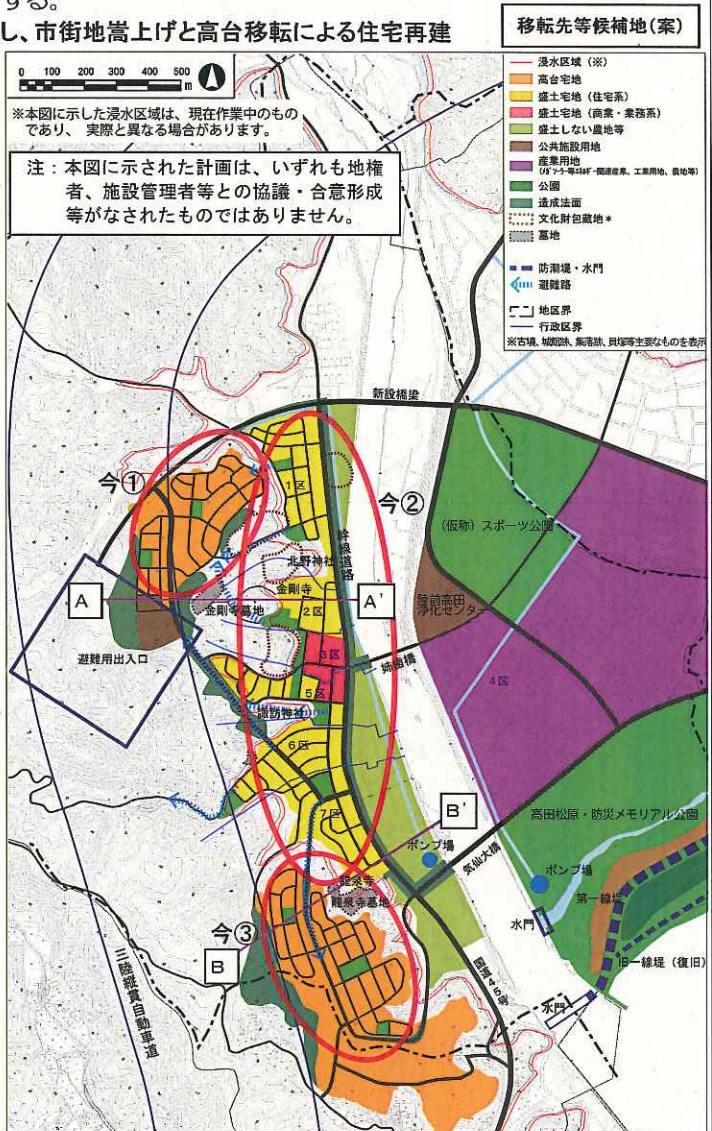 する。
し、市街地嵩上げと高台移転による住宅再建
移転先等候補地(案)
0 100 200 300 400 500
m
※本図に示した浸水区域は、現在作業中のもの
であり、 実際と異なる場合があります。
注：本図に示された計画は、いずれも地権
者、施設管理者等との協議・合意形成
等がなされたものではありません。
浸水区域 (※)
高台宅地
盛土宅地 (住宅系)
盛土宅地 (商業・業務系)
盛土しない農地等
公共施設用地
産業用地
公園
造成法面
文化財包蔵地*
墓地
防潮堤・水門
避難路
地区界
行政区界
※古墳、城館跡、集落跡、貝塚等主要なものを表示
新設橋梁
今①
1区
今②
幹線道路
(仮称) スポーツ公園
北野神社
金剛寺
A
金剛寺墓地
2区
A'
陸前高田
浄化センター
避難用出入口
3区
姉歯橋
4区
5区
諏訪神社
6区
7区
B'
高田松原・防災メモリアル公園
ポンプ場
気仙大橋
ポンプ場
第一線堤
龍泉寺
龍泉寺墓地
今③
B
水門
旧一線堤 (復旧)
国道45号
水門
三陸縦貫自動車道